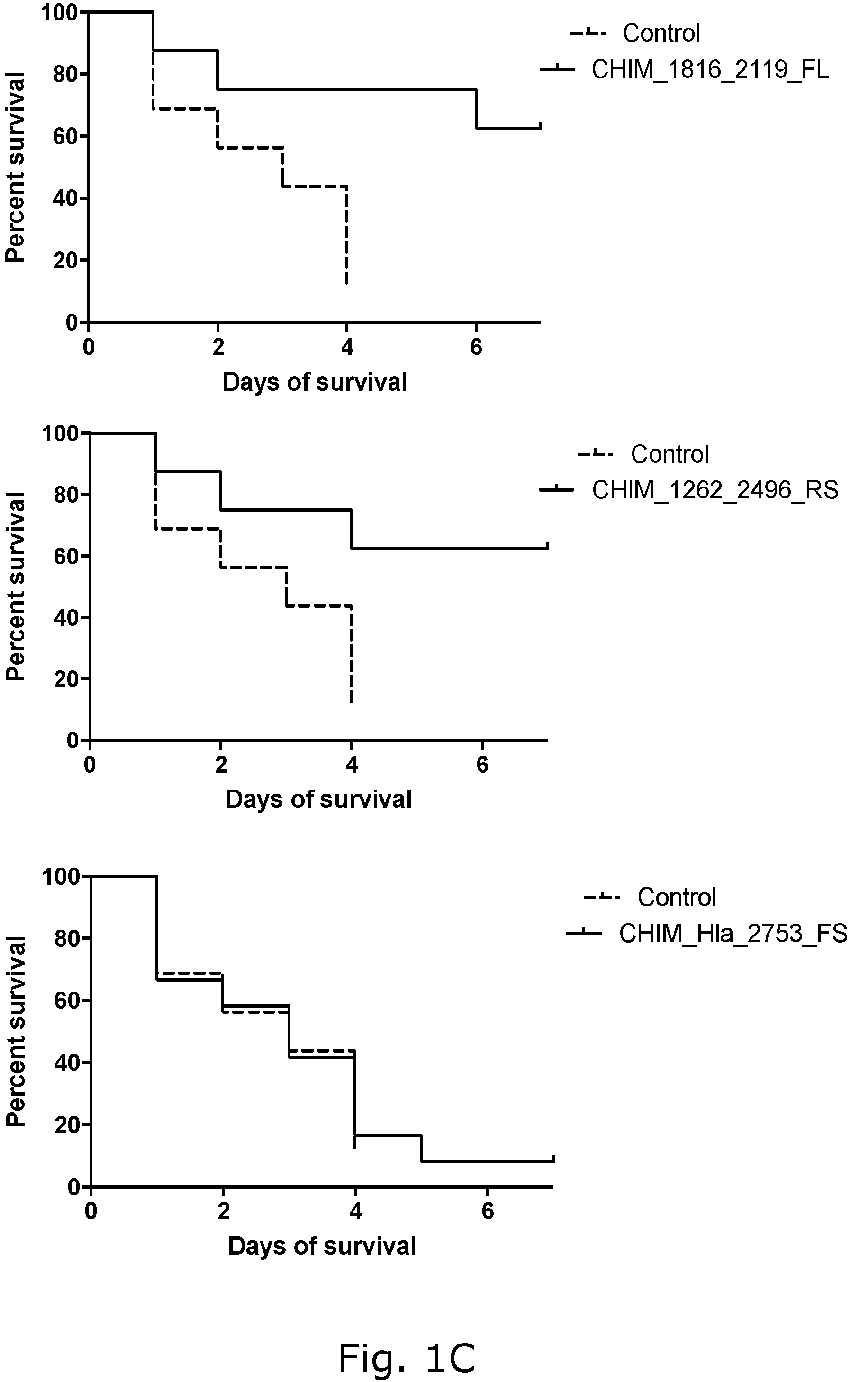 100
80
60
40
20
0
Percent survival
0 2 4 6
Days of survival
Control
CHIM_1816_2119_FL
100
80
60
40
20
0
Percent survival
0 2 4 6
Days of survival
Control
CHIM_1262_2496_RS
100
80
60
40
20
0
Percent survival
0 2 4 6
Days of survival
Control
CHIM_Hla_2753_FS
Fig. 1C